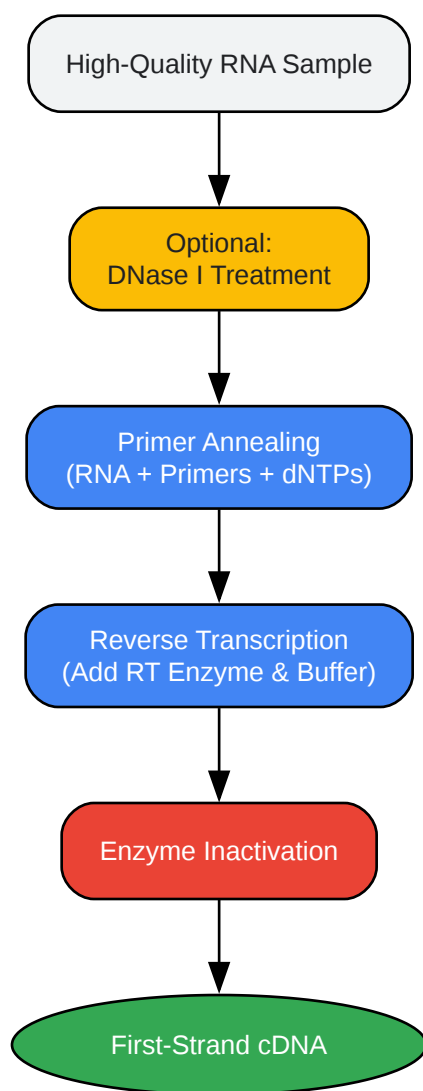 High-Quality RNA Sample
Optional:
DNase I Treatment
Primer Annealing
(RNA + Primers + dNTPs)
Reverse Transcription
(Add RT Enzyme & Buffer)
Enzyme Inactivation
First-Strand cDNA